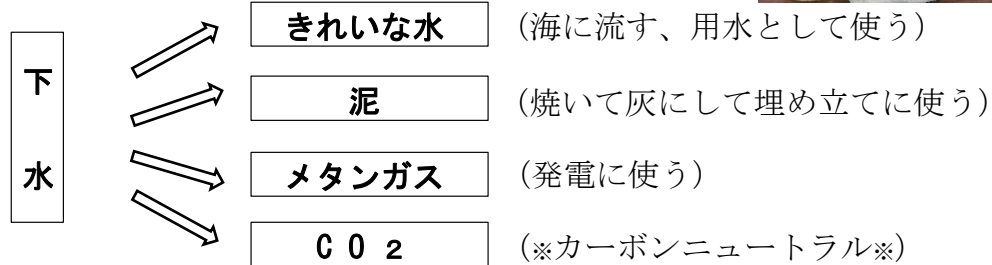 下水
きれいな水 (海に流す、用水として使う)
泥 (焼いて灰にして埋め立てに使う)
メタンガス (発電に使う)
CO2 (※カーボンニュートラル※)